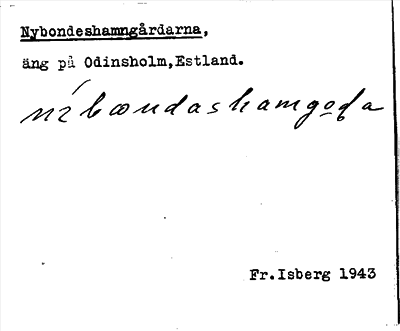 Nybondeshamngårdarna,
äng på Odinsholm,Estland.
Fr.Isberg 1943